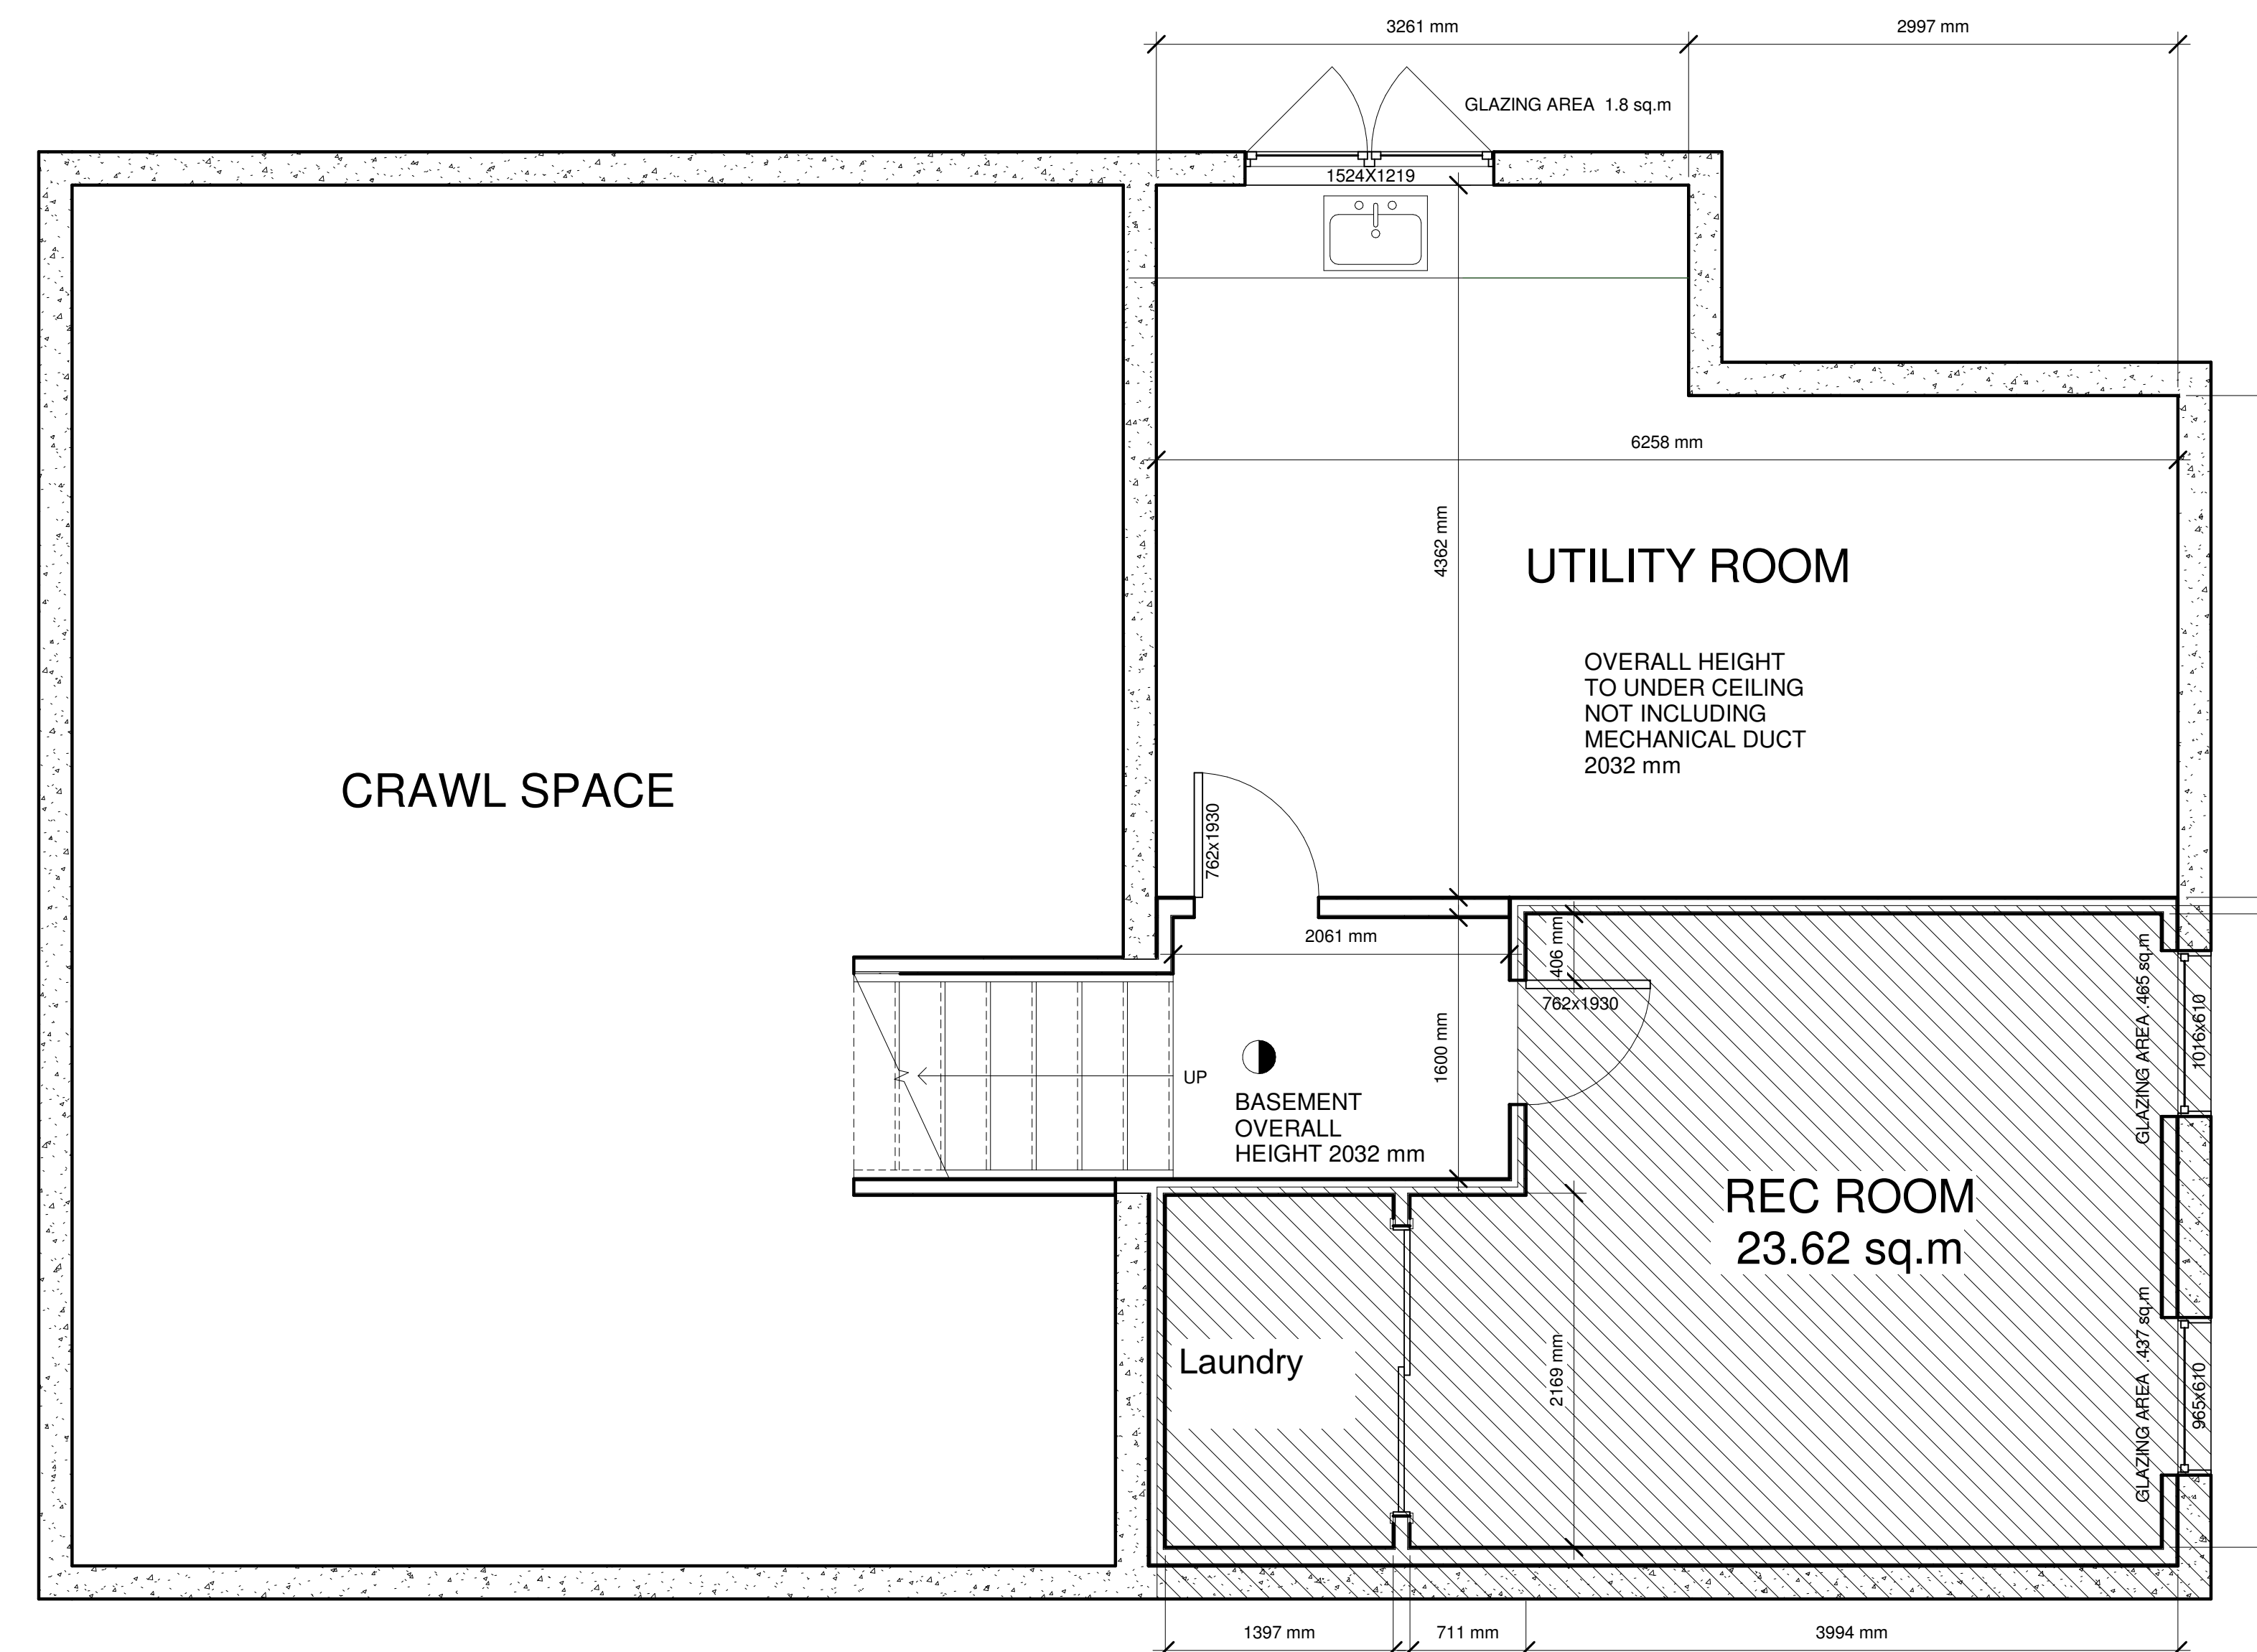 3261 mm
2997 mm
GLAZING AREA 1.8 sq.m
1524X1219
6258 mm
4362 mm
UTILITY ROOM
OVERALL HEIGHT
TO UNDER CEILING
NOT INCLUDING
MECHANICAL DUCT
2032 mm
CRAWL SPACE
762x1930
2061 mm
406 mm
762x1930
GLAZING AREA .465 sq.m
1016x610
1600 mm
UP
BASEMENT
OVERALL
HEIGHT 2032 mm
REC ROOM
23.62 sq.m
Laundry
2169 mm
GLAZING AREA .437 sq.m
965x610
1397 mm
711 mm
3994 mm